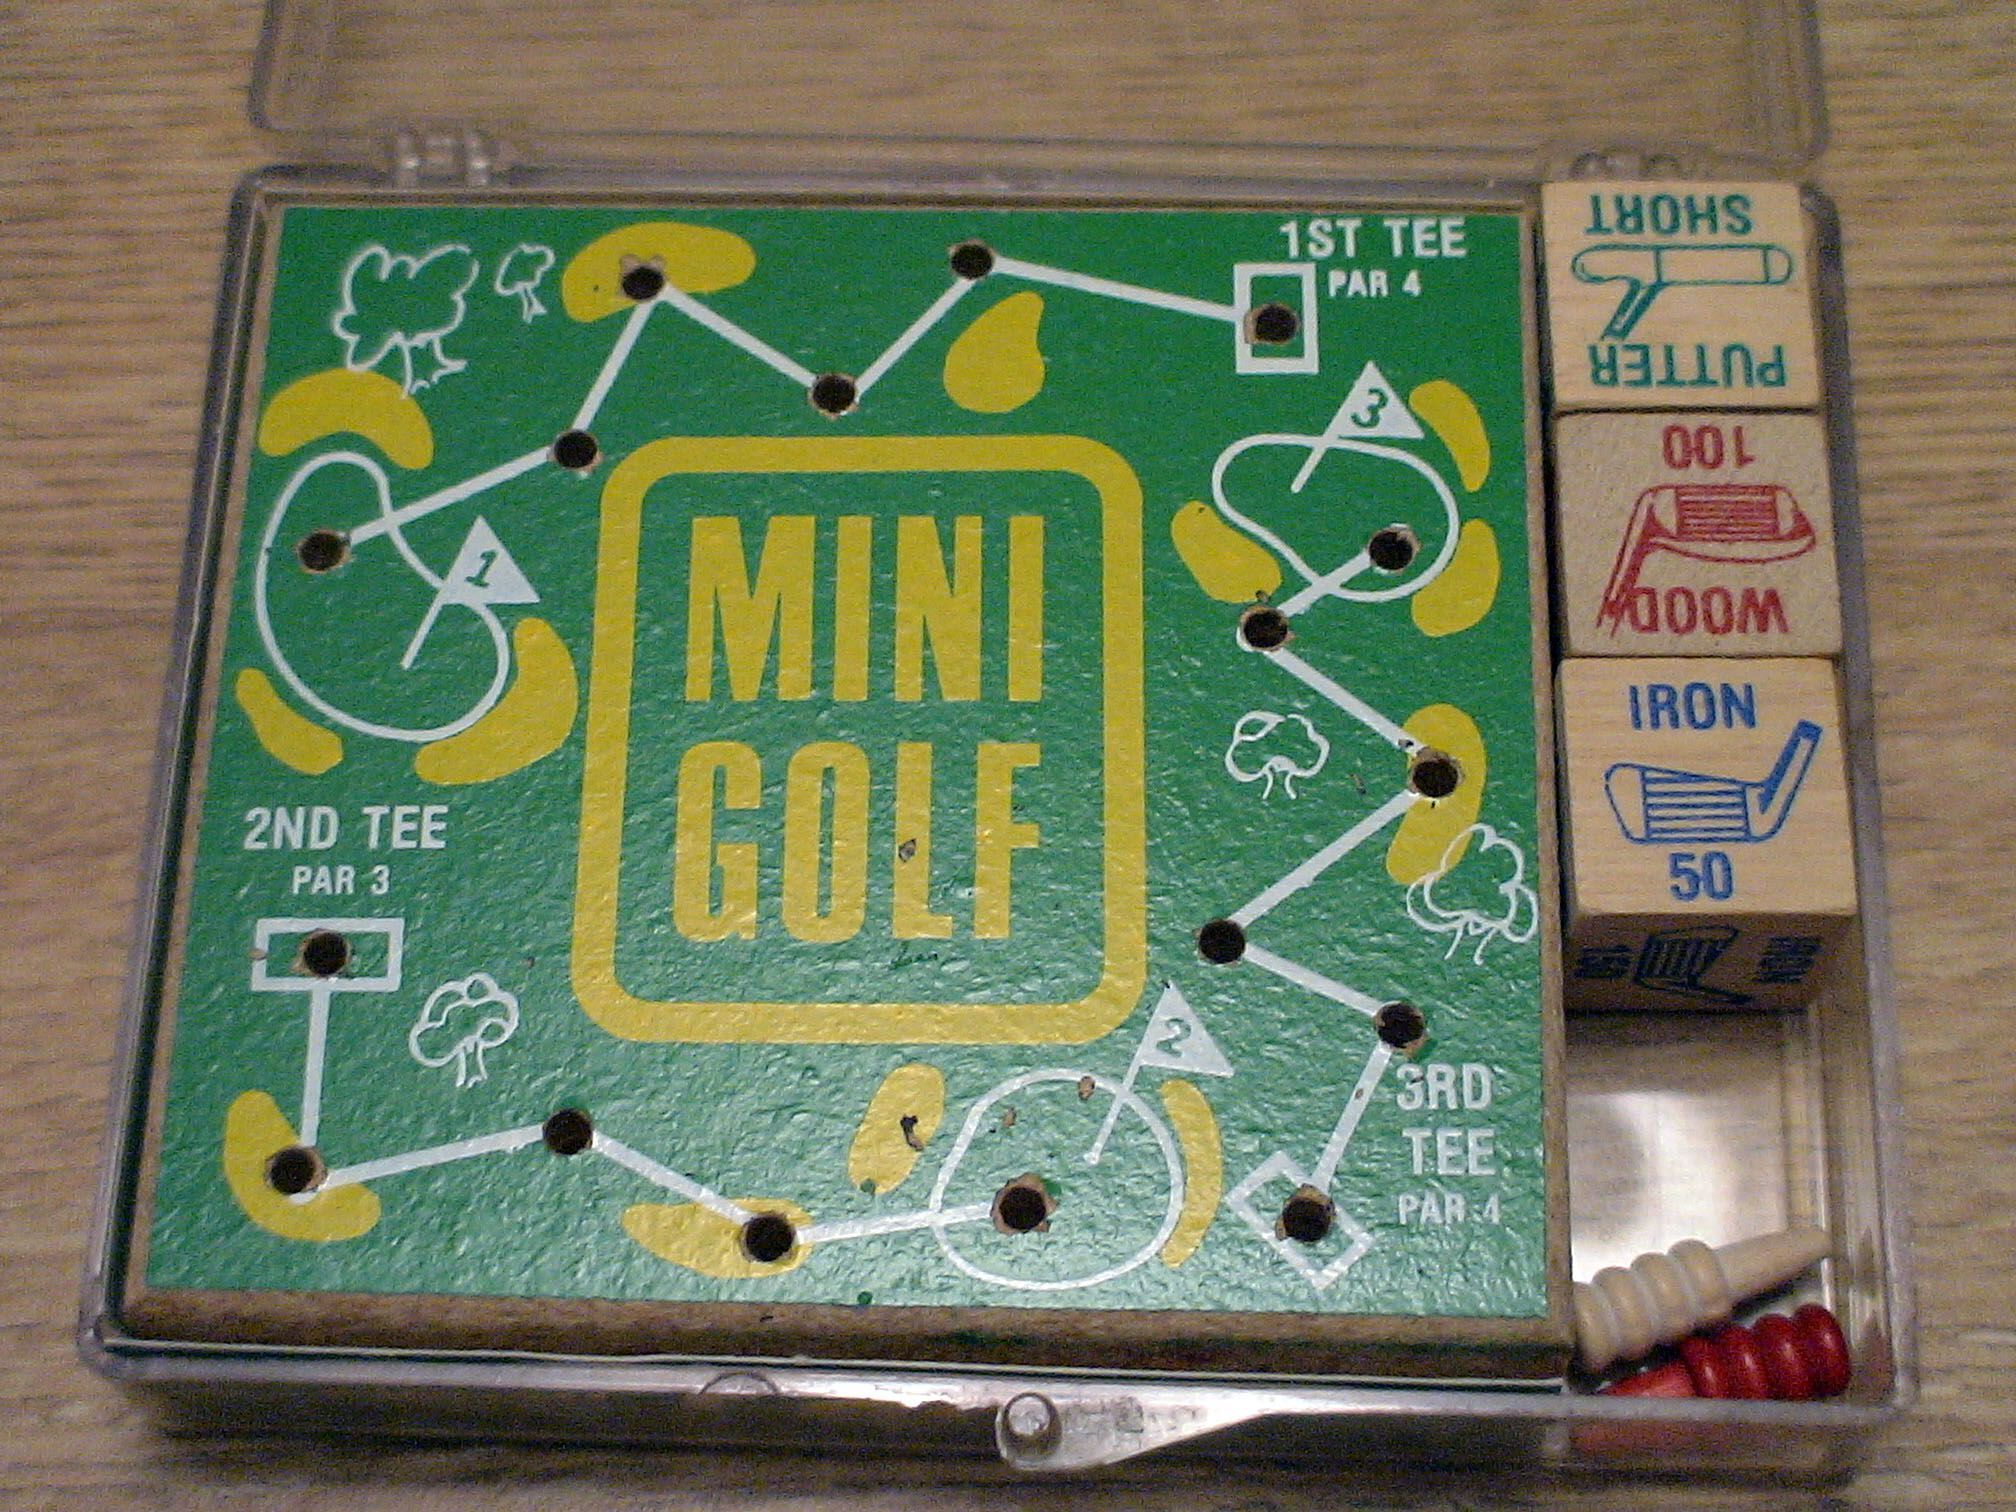 1ST TEE
PAR 4
3
1
MINI
GOLF
2ND TEE
PAR 3
2
3RD
TEE
PAR 4
PUTTER
SHORT
WOOD
100
IRON
50
IRON